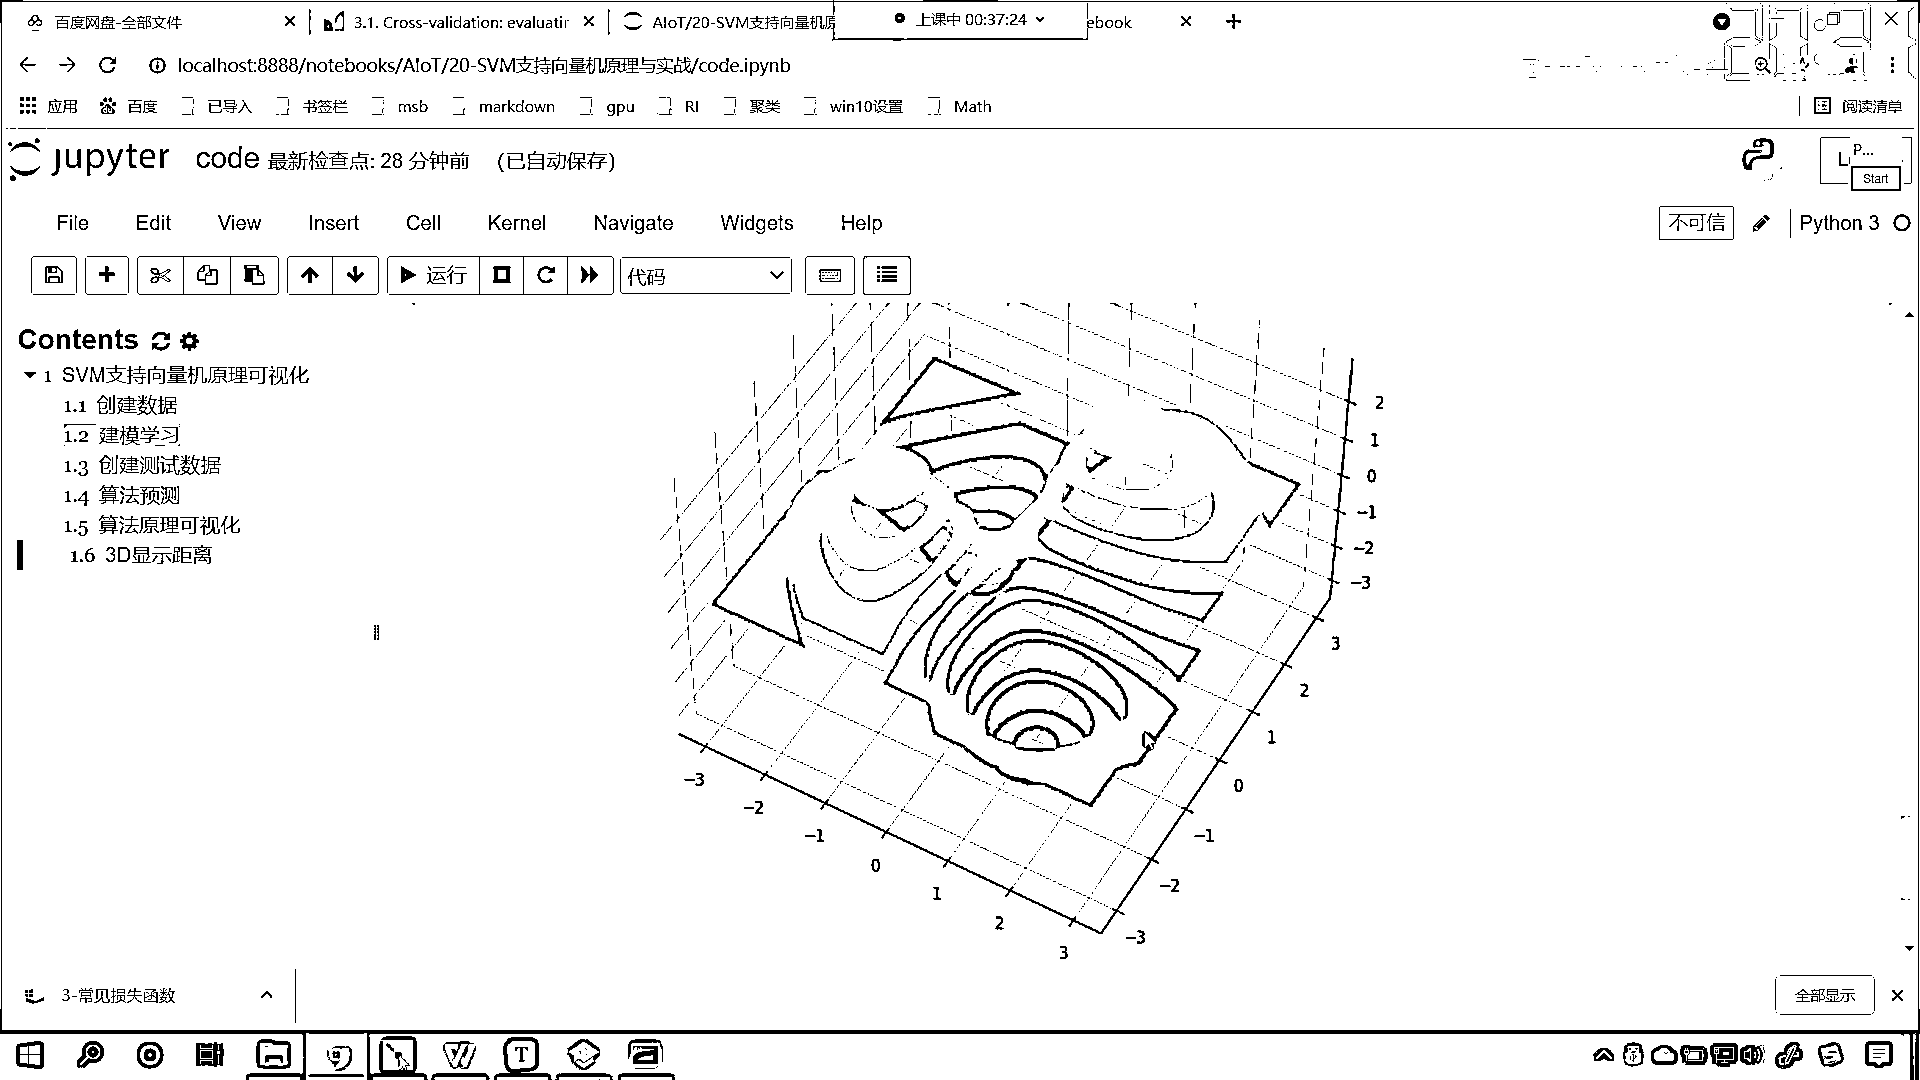 百度网盘-全部文件
3.1. Cross-validation: evaluatir
AIoT/20-SVM支持向量机原
上课中 00:37:24
ebook
localhost:8888/notebooks/AIoT/20-SVM支持向量机原理与实战/code.ipynb
应用 百度 已导入 书签栏 msb markdown gpu RI 聚类 win10设置 Math 阅读清单
jupyter code 最新检查点: 28 分钟前 (已自动保存)
P...
Start
File Edit View Insert Cell Kernel Navigate Widgets Help 不可信 Python 3
运行 代码
Contents
1 SVM支持向量机原理可视化
1.1 创建数据
1.2 建模学习
1.3 创建测试数据
1.4 算法预测
1.5 算法原理可视化
1.6 3D显示距离
2
1
0
−1
−2
−3
3
2
1
0
−1
−2
−3
−3
−2
−1
0
1
2
3
3-常见损失函数
全部显示